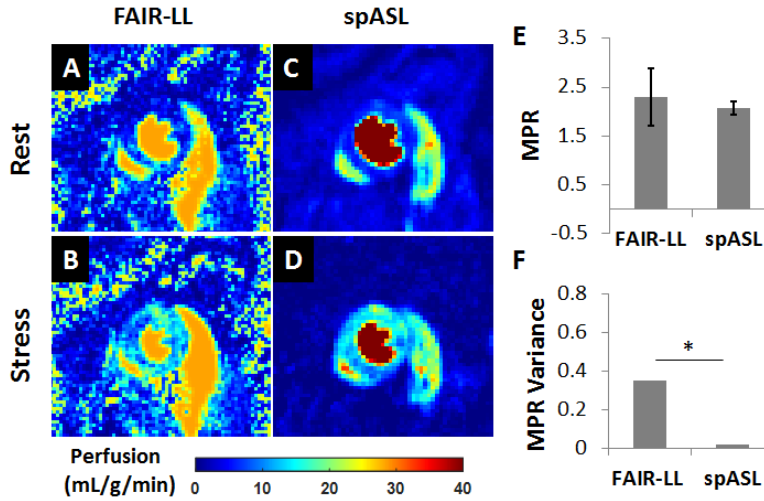 FAIR-LL spASL
Rest
A
C
Stress
B
D
Perfusion
(mL/g/min)
0 10 20 30 40
E
MPR
3.5
2.5
1.5
0.5
-0.5
FAIR-LL spASL
F
MPR Variance
0.8
0.6
0.4
0.2
0
*
FAIR-LL spASL